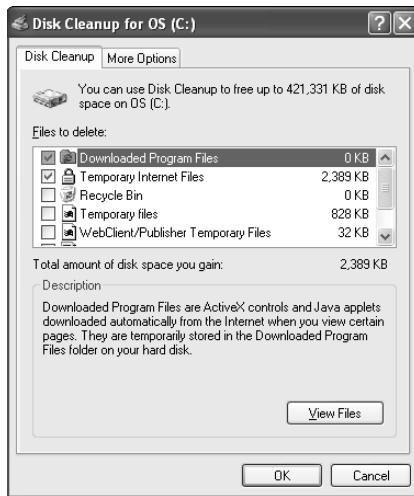 Disk Cleanup for OS (C:)
Disk Cleanup
More Options
You can use Disk Cleanup to free up to 421,331 KB of disk
space on OS (C:).
Files to delete:
Downloaded Program Files 0 KB
Temporary Internet Files 2,389 KB
Recycle Bin 0 KB
Temporary files 828 KB
WebClient/Publisher Temporary Files 32 KB
Total amount of disk space you gain: 2,389 KB
Description
Downloaded Program Files are ActiveX controls and Java applets
downloaded automatically from the Internet when you view certain
pages. They are temporarily stored in the Downloaded Program
Files folder on your hard disk.
View Files
OK
Cancel